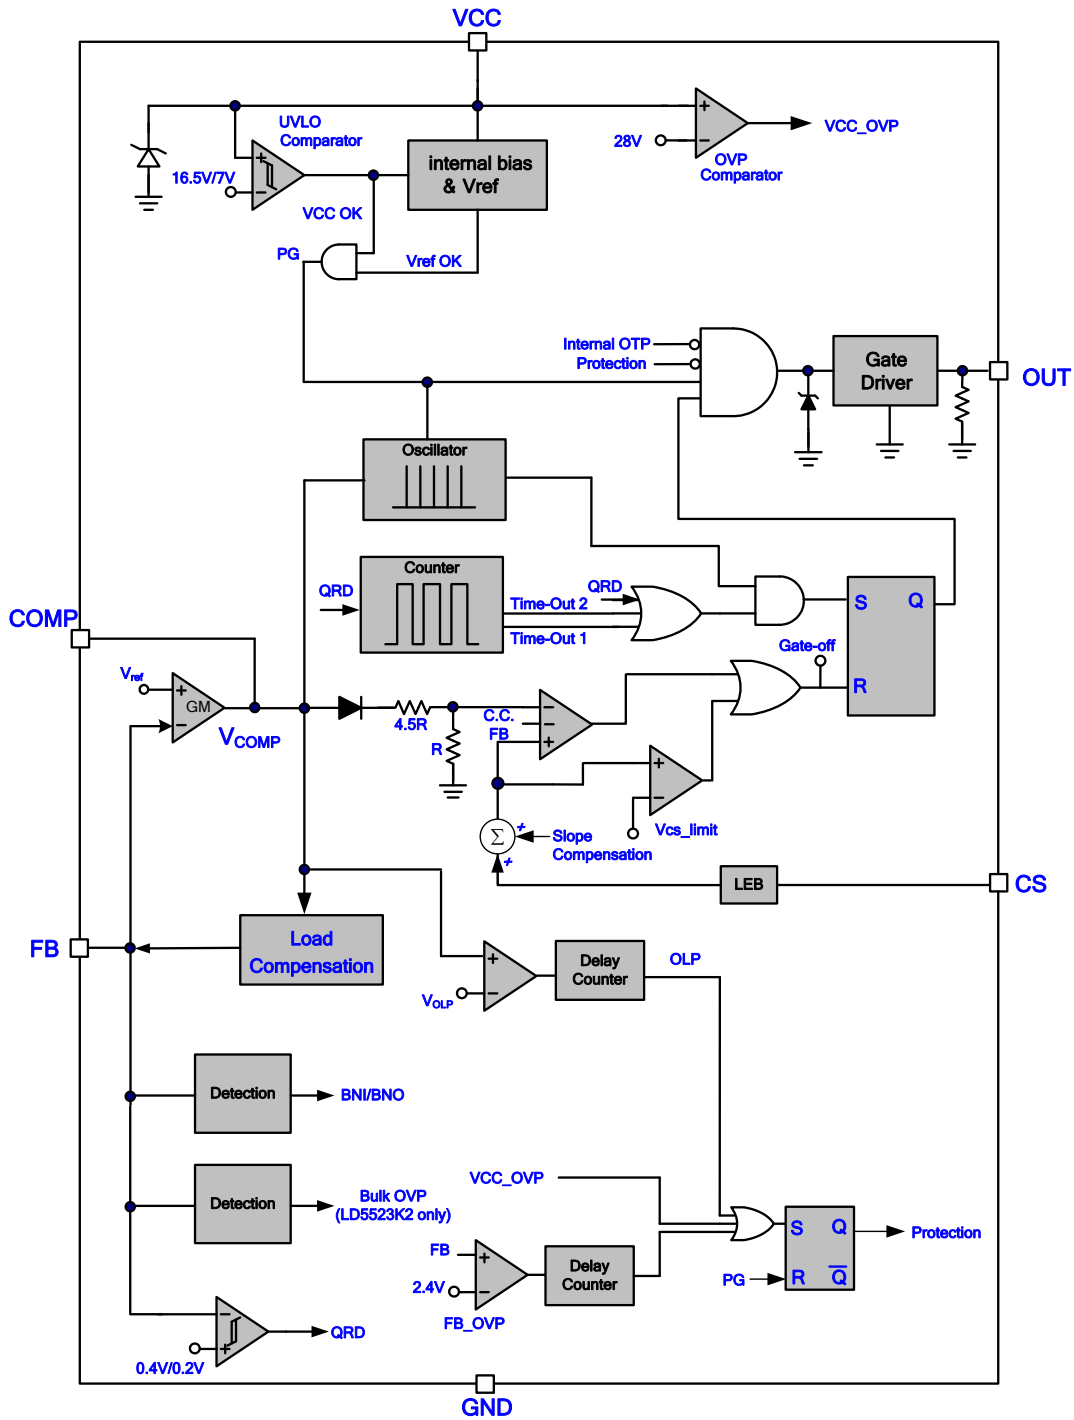 VCC
UVLO
Comparator
16.5V/7V
VCC OK
internal bias
& Vref
28V
OVP
Comparator
VCC_OVP
PG
Vref OK
Internal OTP
Protection
Gate
Driver
OUT
Oscillator
Counter
QRD
Time-Out 2
Time-Out 1
QRD
S
Q
R
Gate-off
COMP
Vref
GM
VCOMP
4.5R
R
C.C.
FB
Vcs_limit
Σ
Slope
Compensation
LEB
CS
FB
Load
Compensation
VOLP
Delay
Counter
OLP
Detection
BNI/BNO
Detection
Bulk OVP
(LD5523K2 only)
VCC_OVP
FB
2.4V
FB_OVP
Delay
Counter
S
Q
R
Q̅
PG
Protection
QRD
0.4V/0.2V
GND